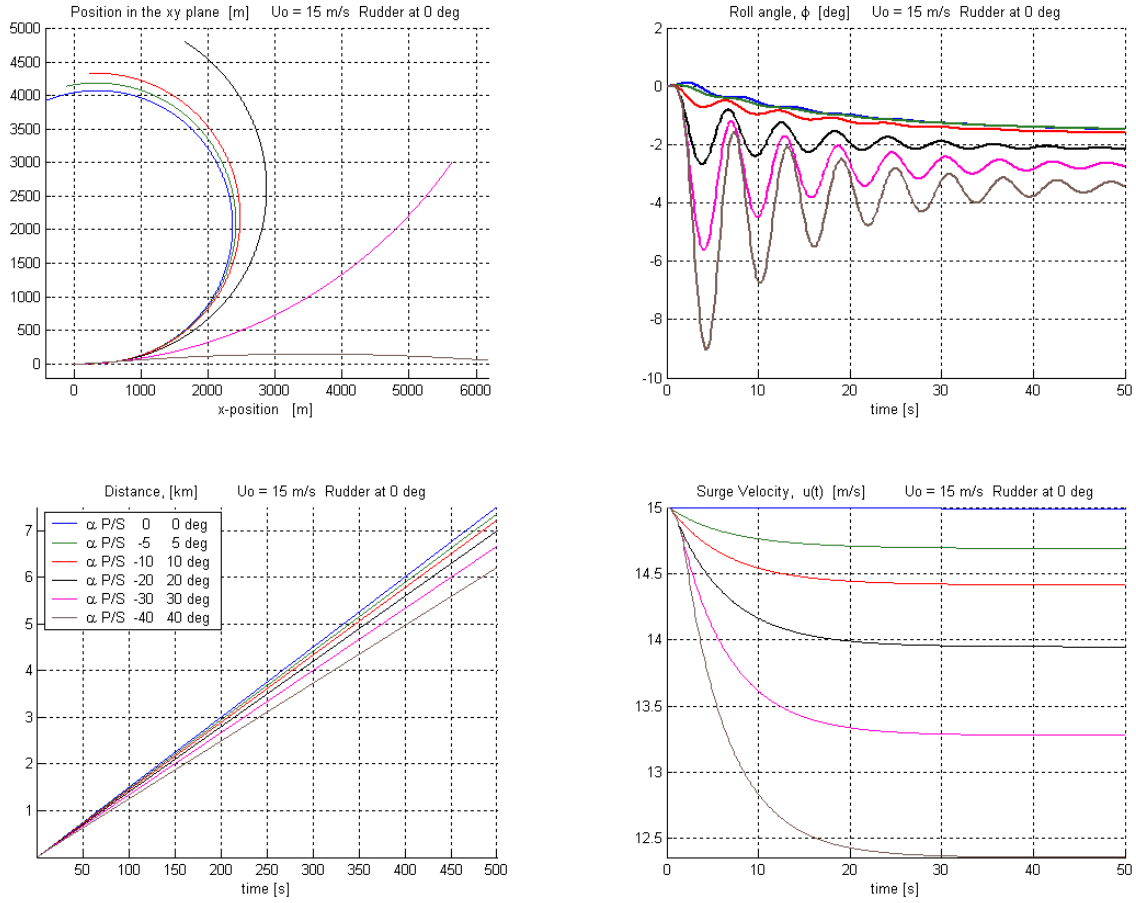 Position in the xy plane [m] Uo = 15 m/s Rudder at 0 deg
5000
4500
4000
3500
3000
2500
2000
1500
1000
500
0
0 1000 2000 3000 4000 5000 6000
x-position [m]
Roll angle, ϕ [deg] Uo = 15 m/s Rudder at 0 deg
2
0
-2
-4
-6
-8
-10
0 10 20 30 40 50
time [s]
Distance, [km] Uo = 15 m/s Rudder at 0 deg
α P/S 0 0 deg
α P/S -5 5 deg
α P/S -10 10 deg
α P/S -20 20 deg
α P/S -30 30 deg
α P/S -40 40 deg
7
6
5
4
3
2
1
50 100 150 200 250 300 350 400 450 500
time [s]
Surge Velocity, u(t) [m/s] Uo = 15 m/s Rudder at 0 deg
15
14.5
14
13.5
13
12.5
0 10 20 30 40 50
time [s]